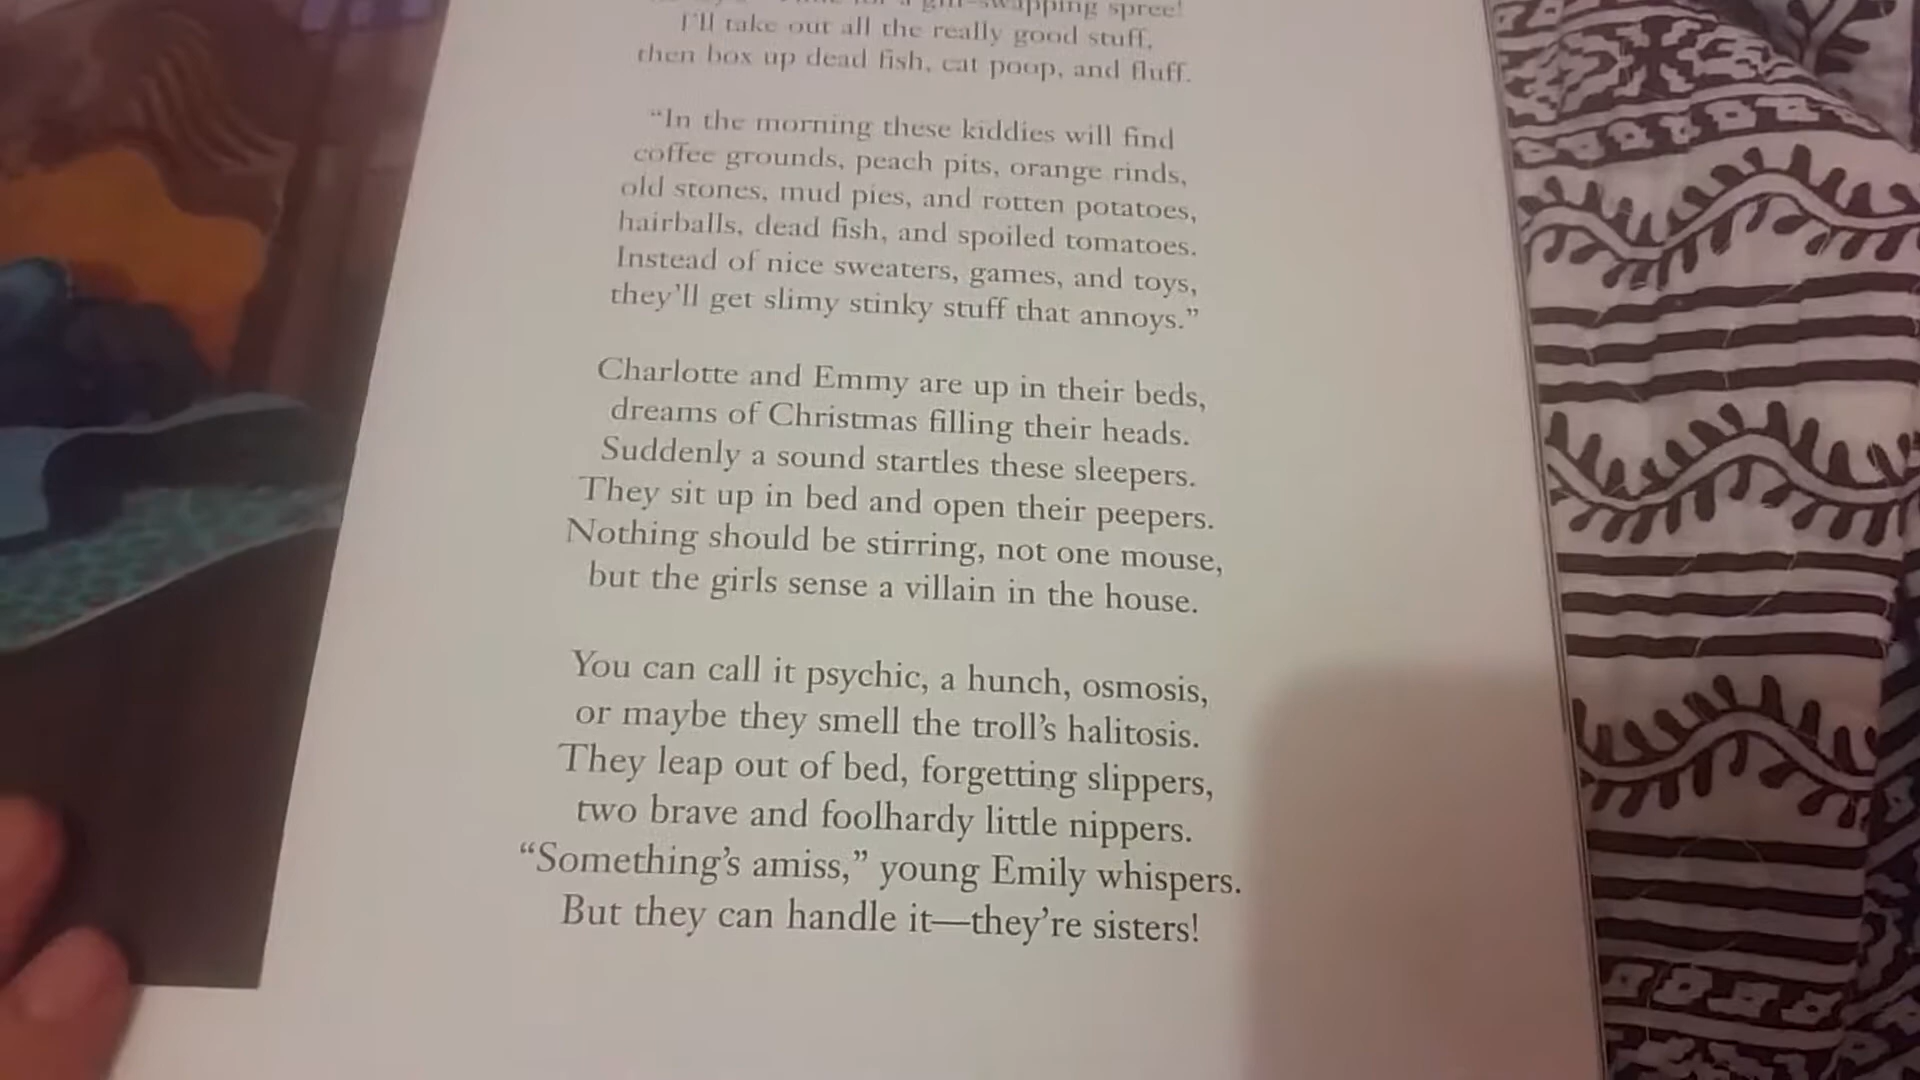 swapping spree!
I'll take out all the really good stuff,
then box up dead fish, cat poop, and fluff.
“In the morning these kiddies will find
coffee grounds, peach pits, orange rinds,
old stones, mud pies, and rotten potatoes,
hairballs, dead fish, and spoiled tomatoes.
Instead of nice sweaters, games, and toys,
they'll get slimy stinky stuff that annoys.”
Charlotte and Emmy are up in their beds,
dreams of Christmas filling their heads.
Suddenly a sound startles these sleepers.
They sit up in bed and open their peepers.
Nothing should be stirring, not one mouse,
but the girls sense a villain in the house.
You can call it psychic, a hunch, osmosis,
or maybe they smell the troll's halitosis.
They leap out of bed, forgetting slippers,
two brave and foolhardy little nippers.
“Something's amiss,” young Emily whispers.
But they can handle it—they're sisters!